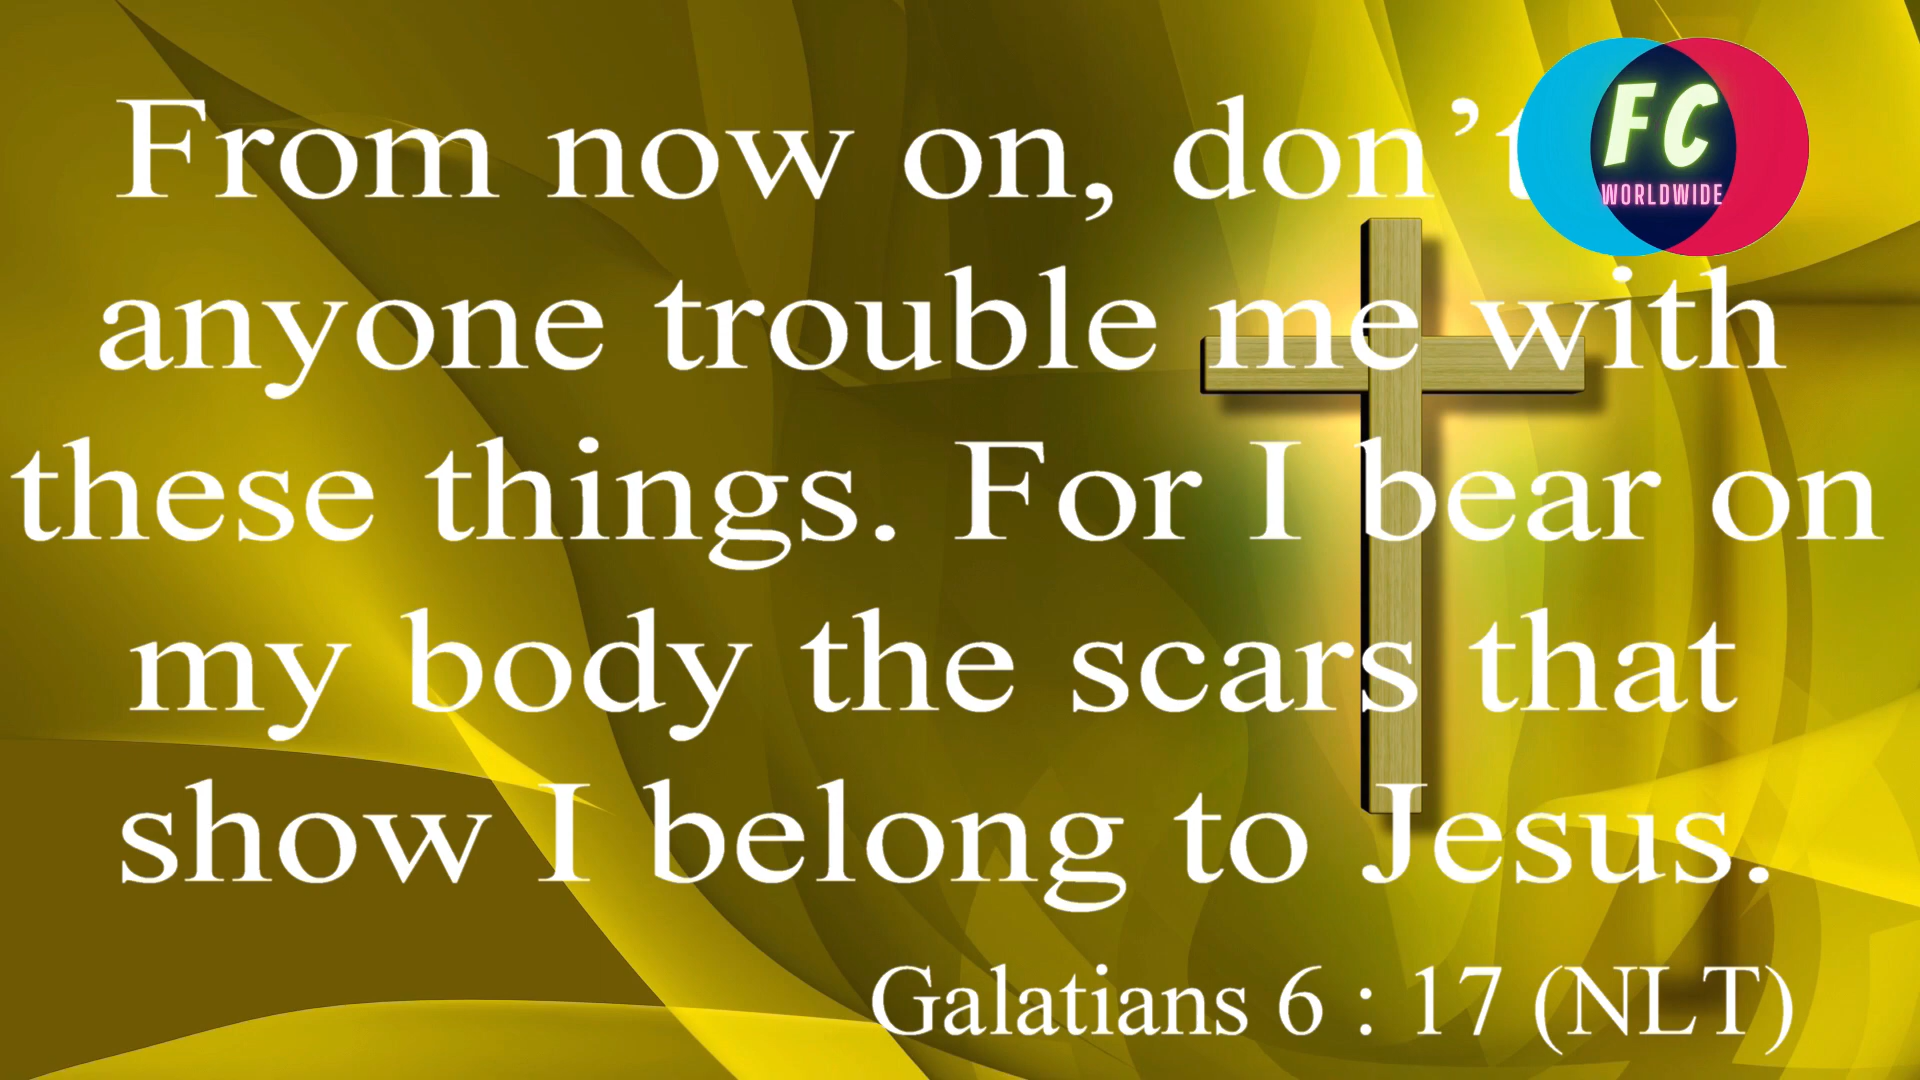 From now on, don’t
FC
WORLDWIDE
anyone trouble me with
these things. For I bear on
my body the scars that
show I belong to Jesus.
Galatians 6 : 17 (NLT)